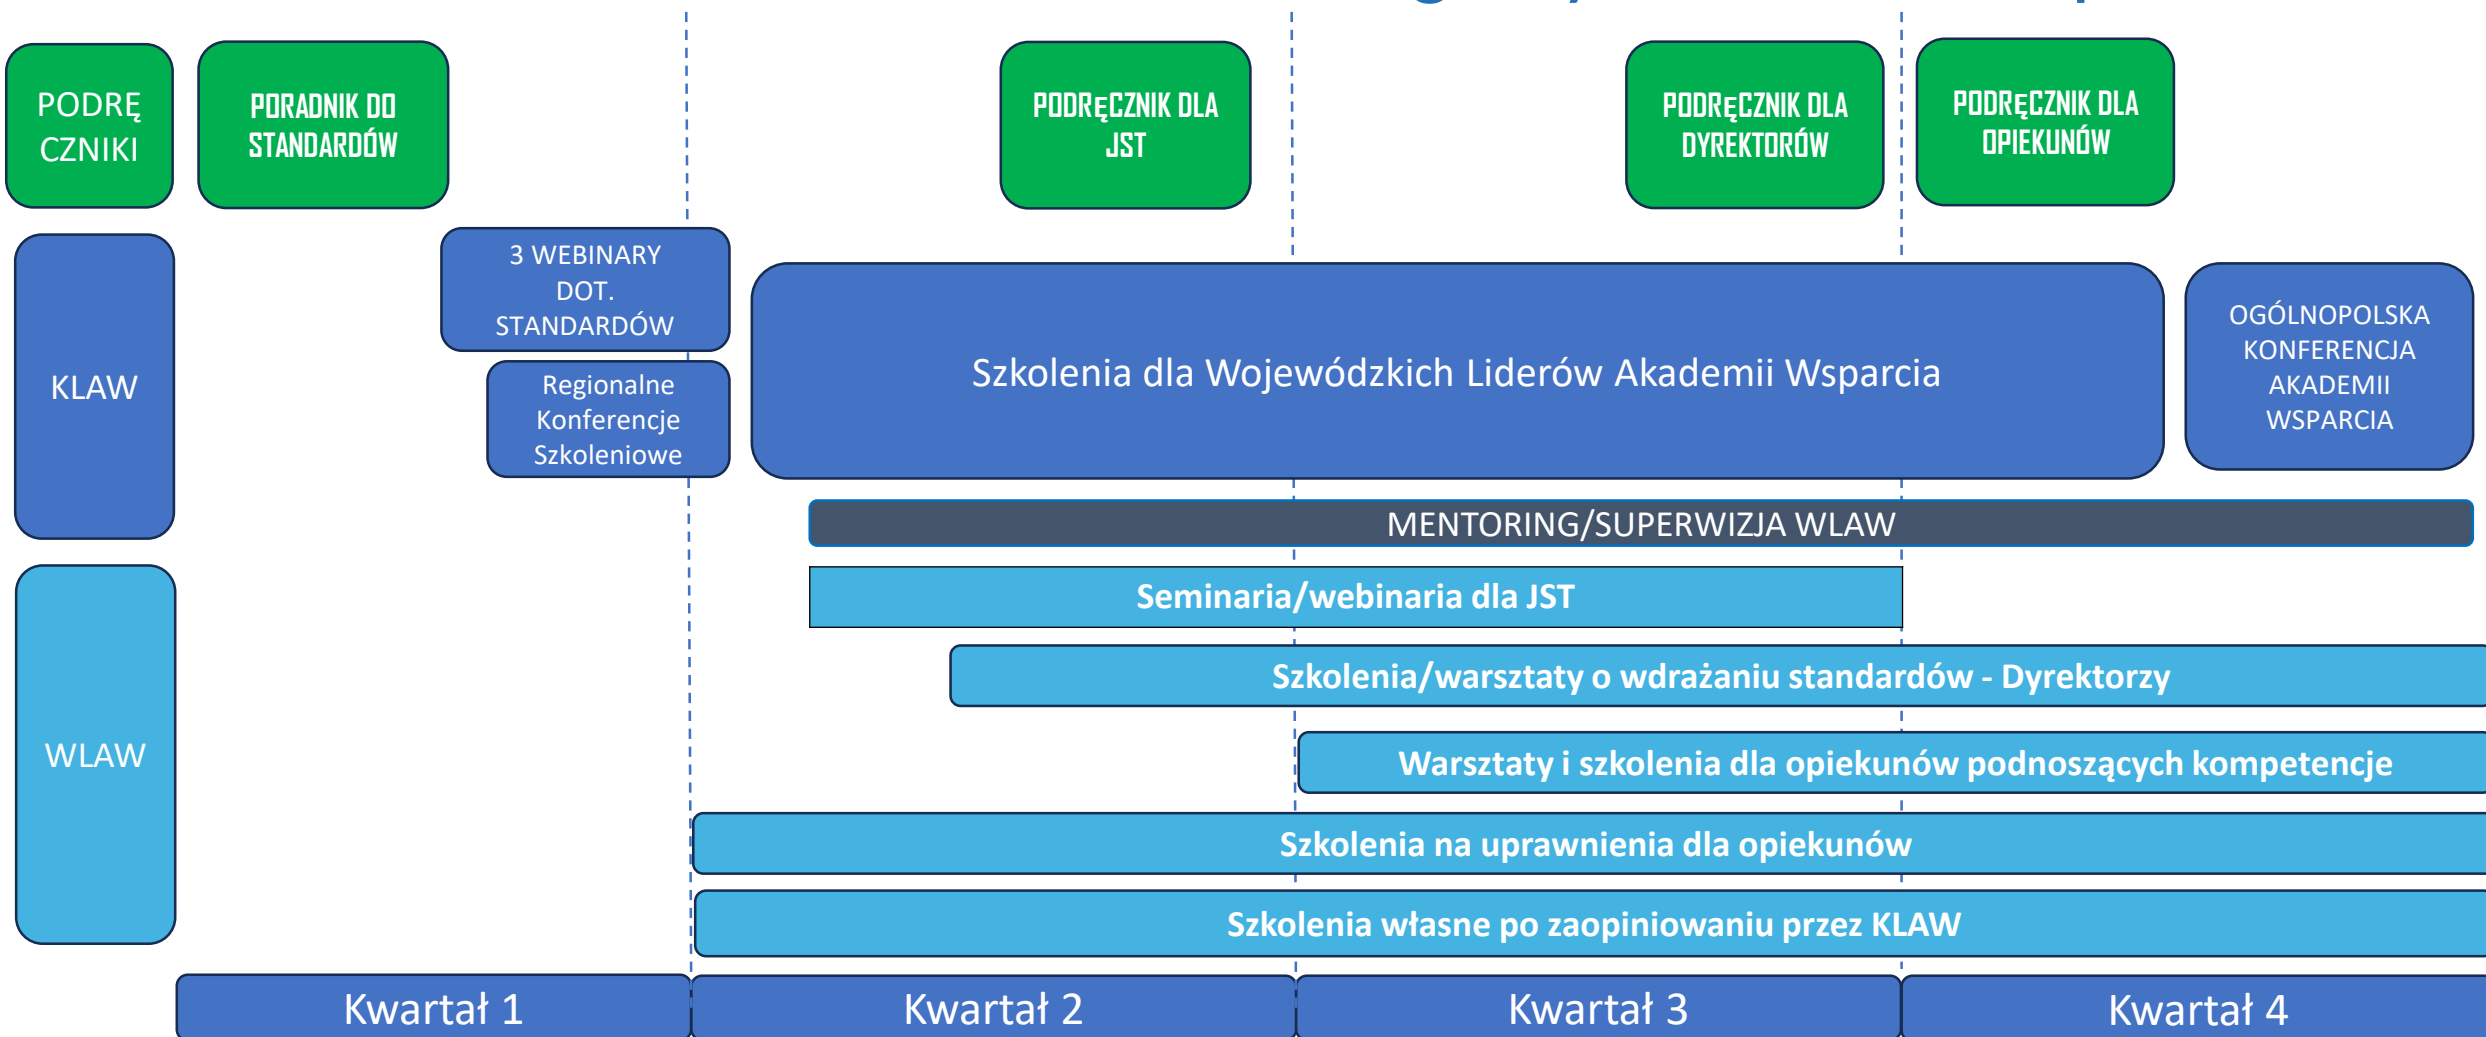 PODRĘ
CZNIKI
PORADNIK DO
STANDARDÓW
PODRĘCZNIK DLA
JST
PODRĘCZNIK DLA
DYREKTORÓW
PODRĘCZNIK DLA
OPIEKUNÓW
KLAW
3 WEBINARY
DOT.
STANDARDÓW
Regionalne
Konferencje
Szkoleniowe
Szkolenia dla Wojewódzkich Liderów Akademii Wsparcia
OGÓLNOPOLSKA
KONFERENCJA
AKADEMII
WSPARCIA
MENTORING/SUPERWIZJA WLAW
WLAW
Seminaria/webinaria dla JST
Szkolenia/warsztaty o wdrażaniu standardów - Dyrektorzy
Warsztaty i szkolenia dla opiekunów podnoszących kompetencje
Szkolenia na uprawnienia dla opiekunów
Szkolenia własne po zaopiniowaniu przez KLAW
Kwartał 1
Kwartał 2
Kwartał 3
Kwartał 4